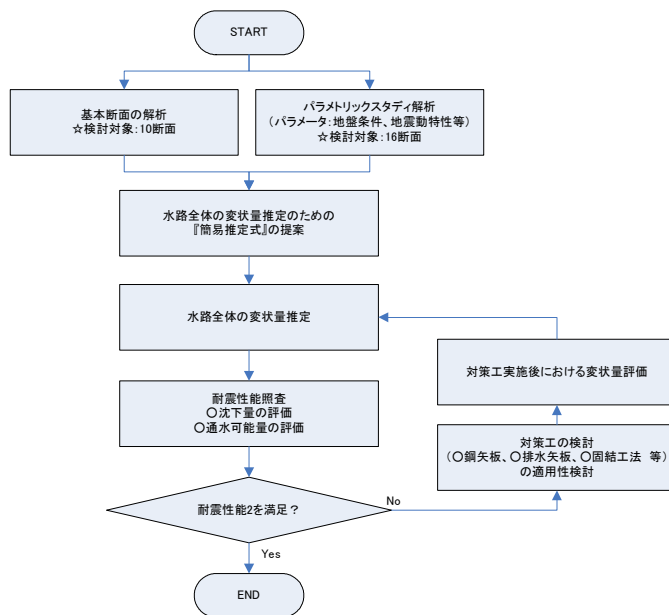 START
基本断面の解析
☆検討対象:10断面
パラメトリックスタディ解析
(パラメータ:地盤条件、地震動特性等)
☆検討対象:16断面
水路全体の変状量推定のための
『簡易推定式』の提案
水路全体の変状量推定
耐震性能照査
〇沈下量の評価
〇通水可能量の評価
対策工実施後における変状量評価
対策工の検討
(〇鋼矢板、〇排水矢板、〇固結工法 等)
の適用性検討
耐震性能2を満足?
No
Yes
END